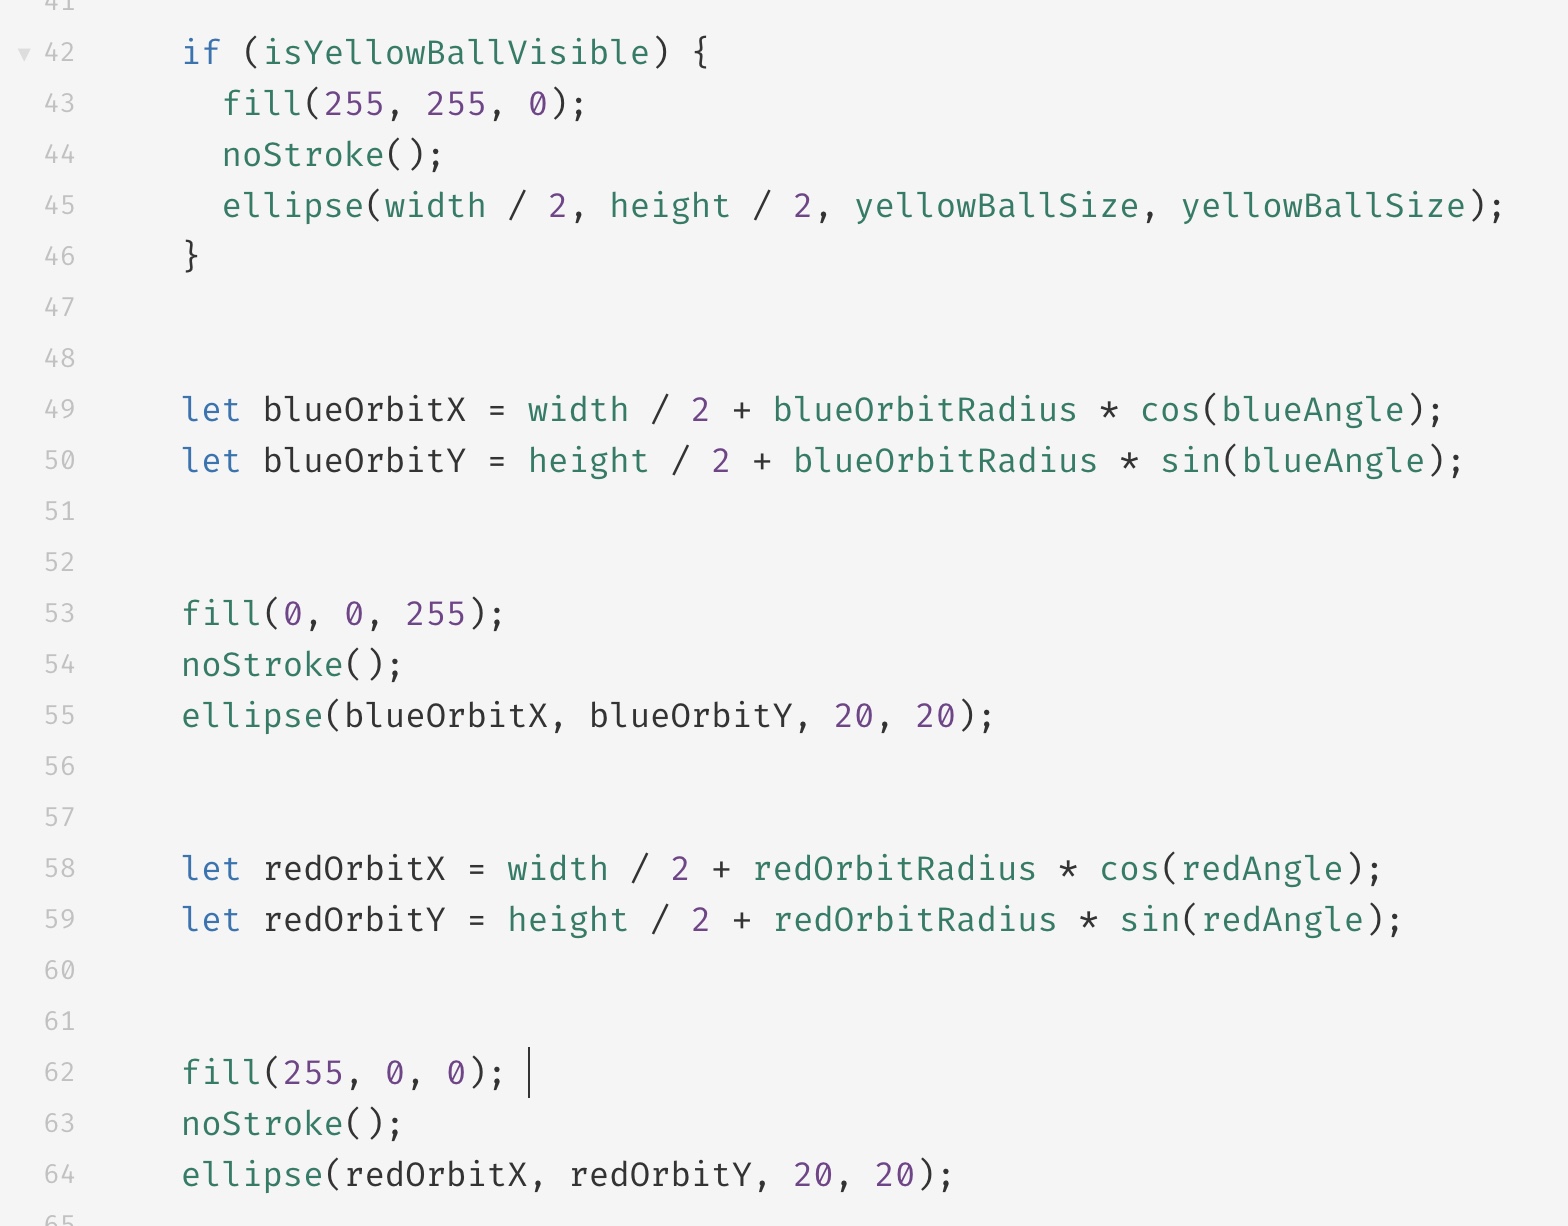 41
42 if (isYellowBallVisible) {
43 fill(255, 255, 0);
44 noStroke();
45 ellipse(width / 2, height / 2, yellowBallSize, yellowBallSize);
46 }
47
48
49 let blueOrbitX = width / 2 + blueOrbitRadius * cos(blueAngle);
50 let blueOrbitY = height / 2 + blueOrbitRadius * sin(blueAngle);
51
52
53 fill(0, 0, 255);
54 noStroke();
55 ellipse(blueOrbitX, blueOrbitY, 20, 20);
56
57
58 let redOrbitX = width / 2 + redOrbitRadius * cos(redAngle);
59 let redOrbitY = height / 2 + redOrbitRadius * sin(redAngle);
60
61
62 fill(255, 0, 0);
63 noStroke();
64 ellipse(redOrbitX, redOrbitY, 20, 20);
65